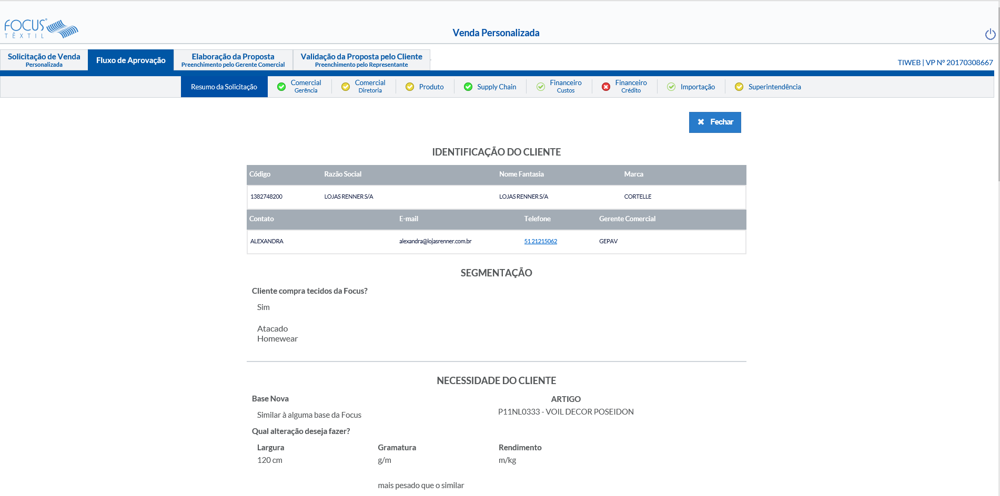 FOCUS
TÊXTIL
Venda Personalizada
Solicitação de Venda
Personalizada
Fluxo de Aprovação
Elaboração da Proposta
Preenchimento pelo Gerente Comercial
Validação da Proposta pelo Cliente
Preenchimento pelo Representante
TIWEB | VP Nº 20170308667
Resumo da Solicitação
Comercial
Gerência
Comercial
Diretoria
Produto
Supply Chain
Financeiro
Custos
Financeiro
Crédito
Importação
Superintendência
Fechar
IDENTIFICAÇÃO DO CLIENTE
Código Razão Social Nome Fantasia Marca
1382748200 LOJAS RENNER S/A LOJAS RENNER S/A CORTELLE
Contato E-mail Telefone Gerente Comercial
ALEXANDRA alexandra@lojasrenner.com.br 51 21215062 GEPAV
SEGMENTAÇÃO
Cliente compra tecidos da Focus?
Sim
Atacado
Homewear
NECESSIDADE DO CLIENTE
Base Nova ARTIGO
Similar à alguma base da Focus P11NL0333 - VOIL DECOR POSEIDON
Qual alteração deseja fazer?
Largura Gramatura Rendimento
120 cm g/m m/kg
mais pesado que o similar